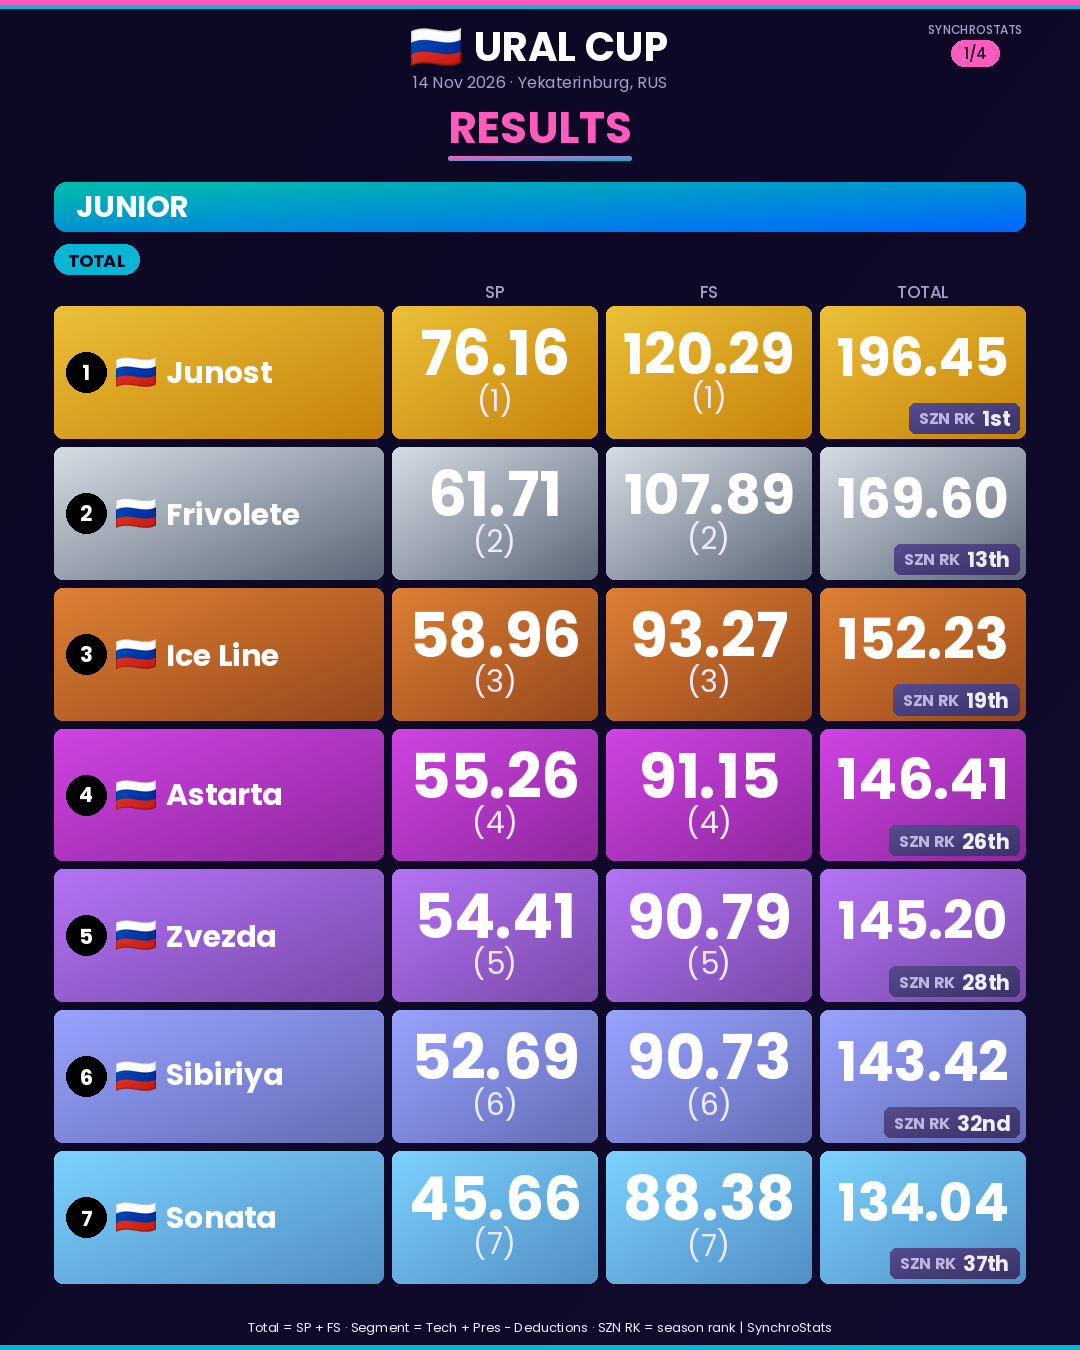 URAL CUP
SYNCHROSTATS
1/4
14 Nov 2026 · Yekaterinburg, RUS
RESULTS
JUNIOR
TOTAL
SP FS TOTAL
1 Junost 76.16 (1) 120.29 (1) 196.45 SZN RK 1st
2 Frivolete 61.71 (2) 107.89 (2) 169.60 SZN RK 13th
3 Ice Line 58.96 (3) 93.27 (3) 152.23 SZN RK 19th
4 Astarta 55.26 (4) 91.15 (4) 146.41 SZN RK 26th
5 Zvezda 54.41 (5) 90.79 (5) 145.20 SZN RK 28th
6 Sibiriya 52.69 (6) 90.73 (6) 143.42 SZN RK 32nd
7 Sonata 45.66 (7) 88.38 (7) 134.04 SZN RK 37th
Total = SP + FS · Segment = Tech + Pres - Deductions · SZN RK = season rank | SynchroStats